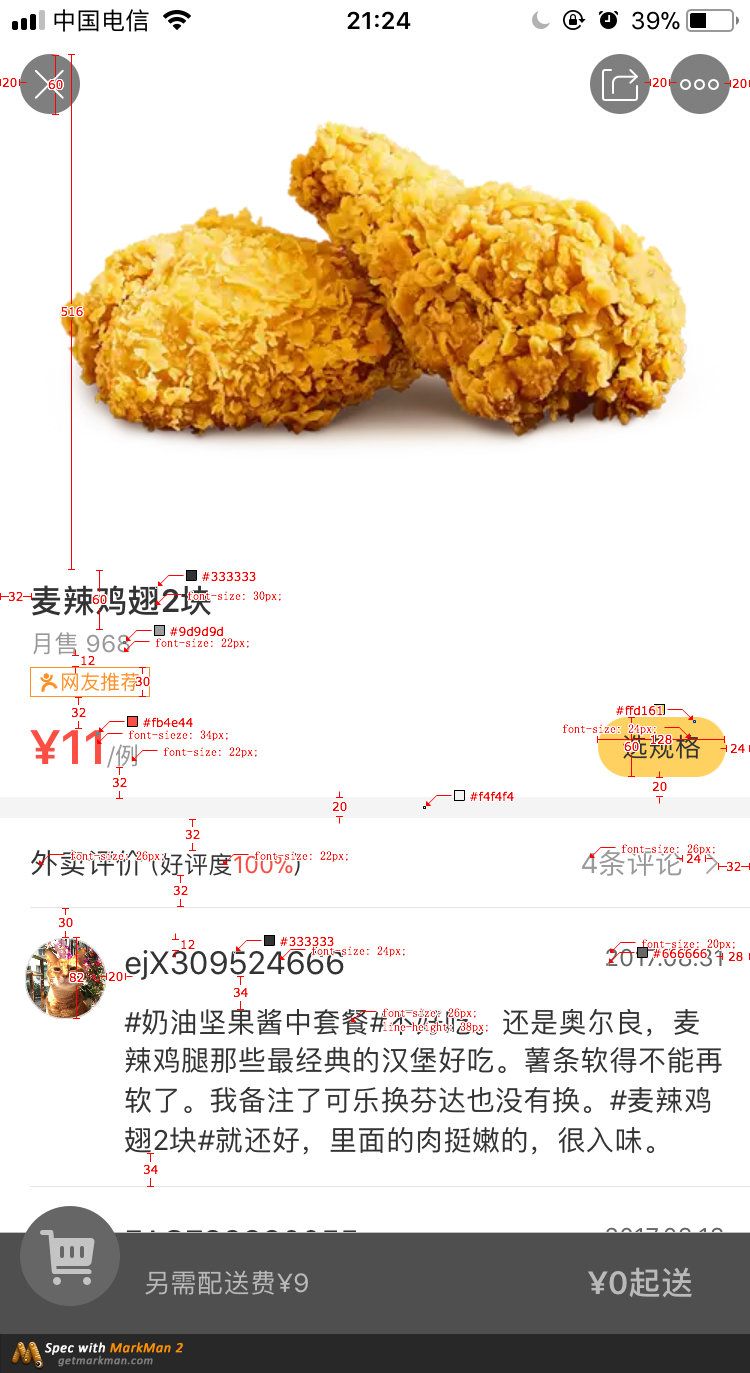 中国电信 21:24 39%
20 60 20 20
516
#333333
32 麦辣鸡翅2块 60 font-size: 30px;
#9d9d9d
月售 968 font-size: 22px;
12
网友推荐 30
32 #ffd161
#fb4e44
font-sieze: 34px; font-size: 24px;
¥11/例 font-size: 22px; 选规格 128 60 24
32 20
20 #f4f4f4
32
font-size: 26px; font-size: 22px; font-size: 26px;
外卖评价 (好评度100%) 4条评论 24 32
32
30
12 #333333 font-size: 20px;
font-size: 24px; #666666
82 20 ejX309524666 2017.08.31 28
34
font-size: 26px;
line-height: 38px;
#奶油坚果酱中套餐# 还是奥尔良，麦
辣鸡腿那些最经典的汉堡好吃。薯条软得不能再
软了。我备注了可乐换芬达也没有换。#麦辣鸡
翅2块#就还好，里面的肉挺嫩的，很入味。
34
另需配送费¥9 ¥0起送
Spec with MarkMan 2
getmarkman.com